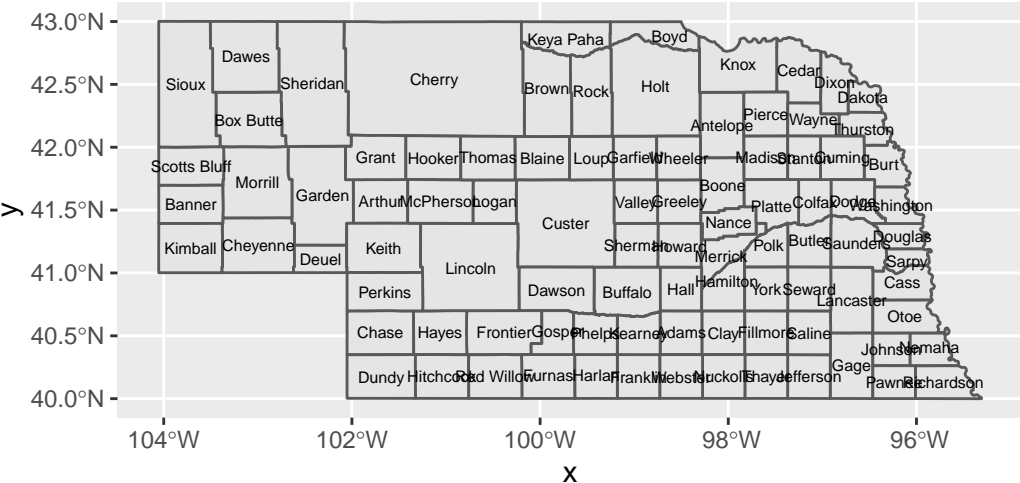 43.0°N
42.5°N
42.0°N
41.5°N
41.0°N
40.5°N
40.0°N
y
Keya Paha Boyd
Dawes Knox
Sioux Sheridan Cherry Brown Rock Holt Cedar Dixon
Dakota
Box Butte Antelope Pierce Wayne Thurston
Scotts Bluff Grant Hooker Thomas Blaine Loup Garfield Wheeler Madison Stanton Cuming Burt
Morrill Garden Boone
Banner Arthur McPherson Logan Valley Greeley Platte Colfax Dodge Washington
Custer Nance
Kimball Cheyenne Keith Sherman Howard Polk Butler Saunders Douglas
Deuel Lincoln Merrick Sarpy
Perkins Dawson Buffalo Hall Hamilton York Seward Cass
Lancaster
Otoe
Chase Hayes Frontier Gosper Phelps Kearney Adams Clay Fillmore Saline
Johnson Nemaha
Gage
Dundy Hitchcock Red Willow Furnas Harlan Franklin Webster Nuckolls Thayer Jefferson Pawnee Richardson
104°W 102°W 100°W 98°W 96°W
x